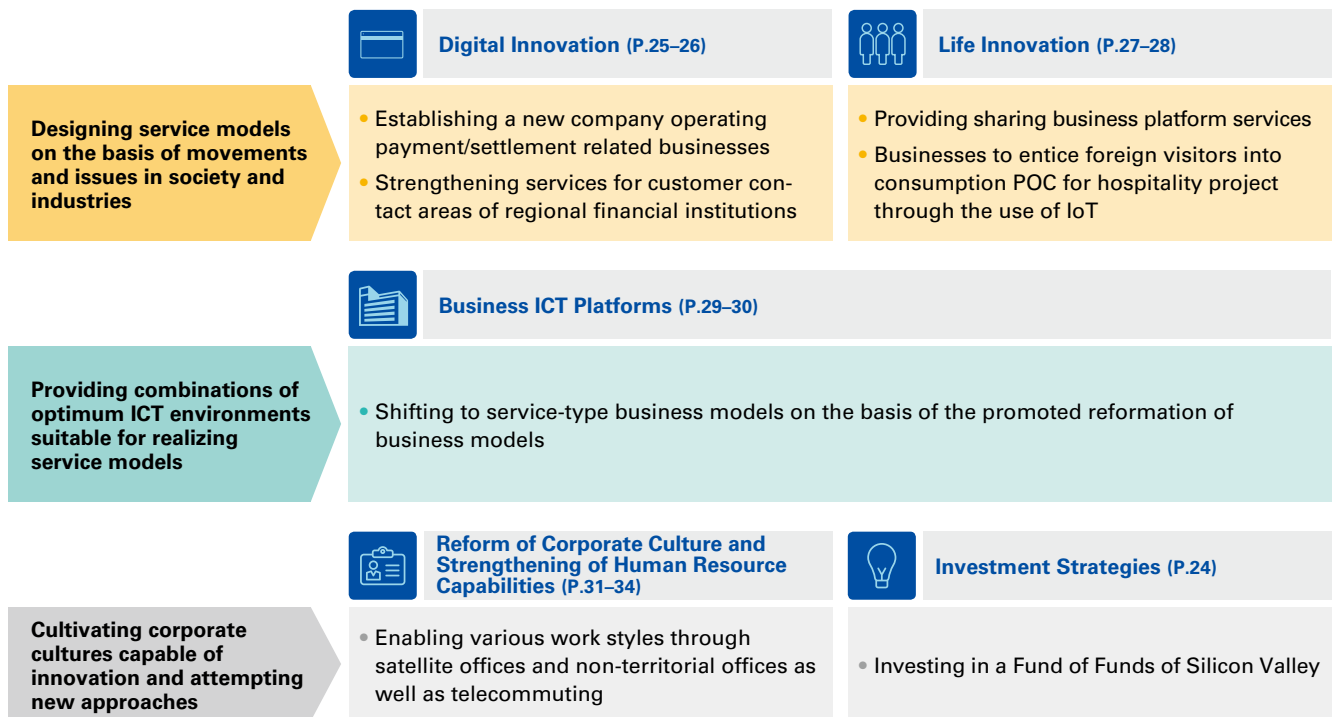 Digital Innovation (P.25–26)
Life Innovation (P.27–28)
Designing service models
on the basis of movements
and issues in society and
industries
• Establishing a new company operating
payment/settlement related businesses
• Strengthening services for customer con-
tact areas of regional financial institutions
• Providing sharing business platform services
• Businesses to entice foreign visitors into
consumption POC for hospitality project
through the use of IoT
Business ICT Platforms (P.29–30)
Providing combinations of
optimum ICT environments
suitable for realizing
service models
• Shifting to service-type business models on the basis of the promoted reformation of
business models
Reform of Corporate Culture and
Strengthening of Human Resource
Capabilities (P.31–34)
Investment Strategies (P.24)
Cultivating corporate
cultures capable of
innovation and attempting
new approaches
• Enabling various work styles through
satellite offices and non-territorial offices as
well as telecommuting
• Investing in a Fund of Funds of Silicon Valley